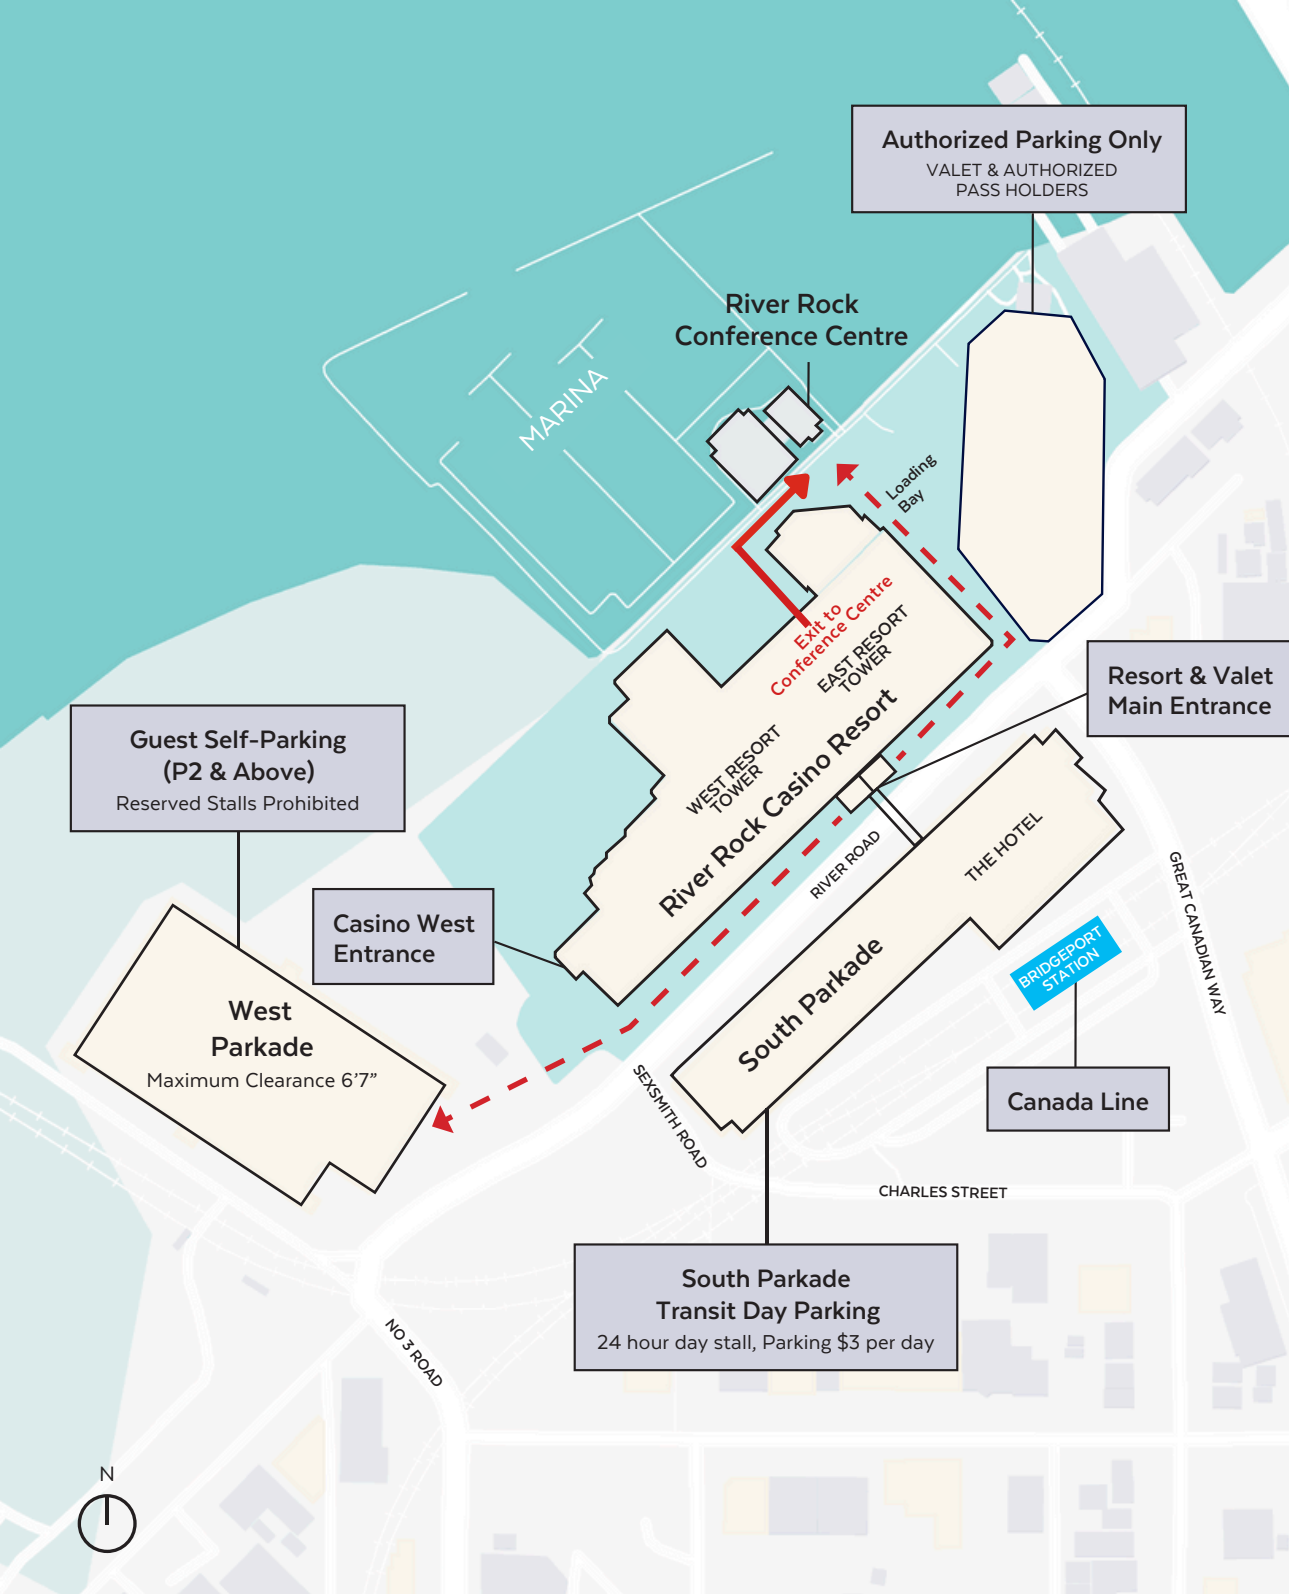 Authorized Parking Only
VALET & AUTHORIZED
PASS HOLDERS
River Rock
Conference Centre
MARINA
Loading
Bay
Exit to
Conference Centre
EAST RESORT
TOWER
Resort & Valet
Main Entrance
Guest Self-Parking
(P2 & Above)
Reserved Stalls Prohibited
WEST RESORT
TOWER
River Rock Casino Resort
RIVER ROAD
THE HOTEL
GREAT CANADIAN WAY
Casino West
Entrance
BRIDGEPORT
STATION
South Parkade
West
Parkade
Maximum Clearance 6’7”
SEXSMITH ROAD
Canada Line
CHARLES STREET
South Parkade
Transit Day Parking
24 hour day stall, Parking $3 per day
NO 3 ROAD
N